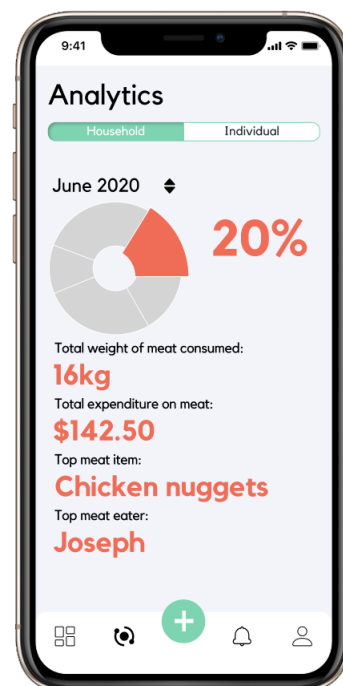 9:41
Analytics
Household Individual
June 2020
20%
Total weight of meat consumed:
16kg
Total expenditure on meat:
$142.50
Top meat item:
Chicken nuggets
Top meat eater:
Joseph